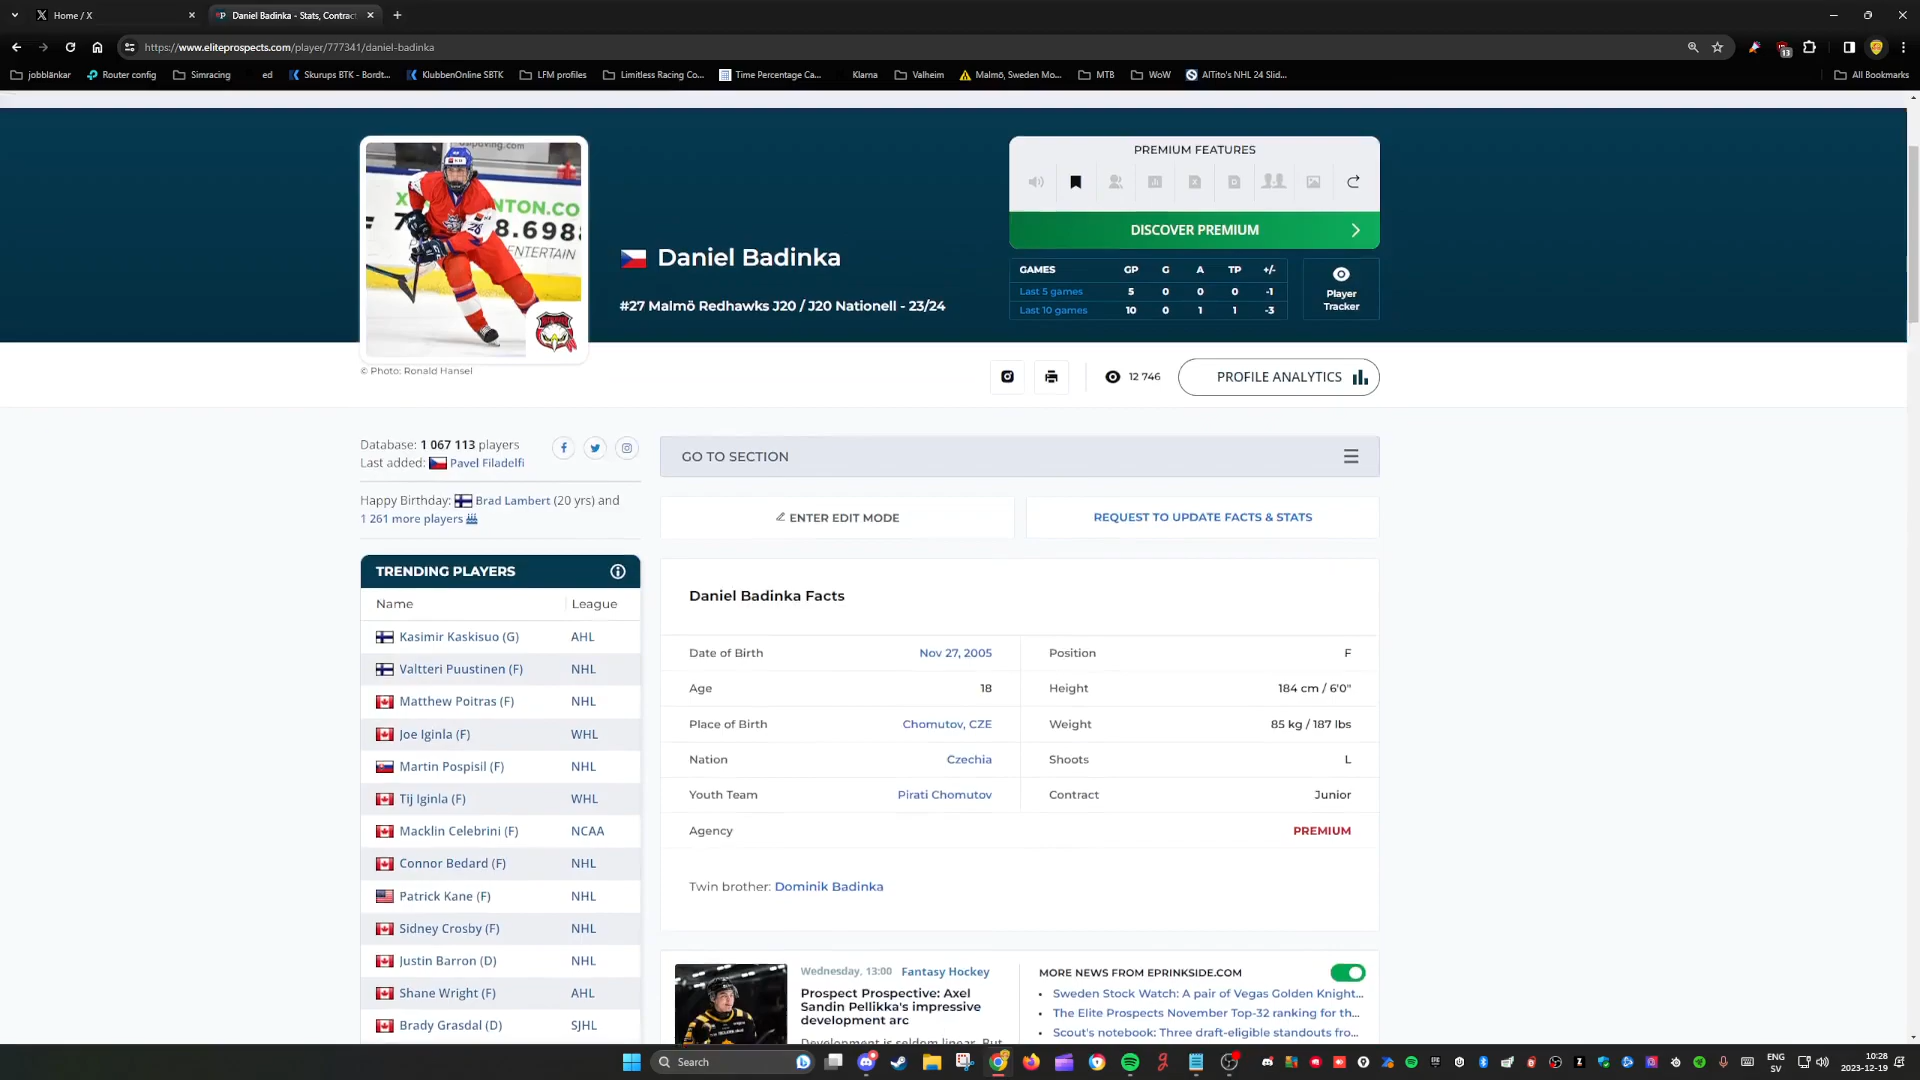 Home / X
Daniel Badinka - Stats, Contract
https://www.eliteprospects.com/player/777341/daniel-badinka
13
jobblänkar
Router config
Simracing
ed
Skurups BTK - Bordt...
KlubbenOnline SBTK
LFM profiles
Limitless Racing Co...
Time Percentage Ca...
Klarna
Valheim
Malmö, Sweden Mo...
MTB
WoW
AlTito's NHL 24 Slid...
All Bookmarks
PREMIUM FEATURES
DISCOVER PREMIUM
Daniel Badinka
#27 Malmö Redhawks J20 / J20 Nationell - 23/24
GAMES GP G A TP +/-
Last 5 games 5 0 0 0 -1
Last 10 games 10 0 1 1 -3
Player
Tracker
© Photo: Ronald Hansel
12 746
PROFILE ANALYTICS
Database: 1 067 113 players
Last added: Pavel Filadelfi
Happy Birthday: Brad Lambert (20 yrs) and
1 261 more players
TRENDING PLAYERS
Name League
Kasimir Kaskisuo (G) AHL
Valtteri Puustinen (F) NHL
Matthew Poitras (F) NHL
Joe Iginla (F) WHL
Martin Pospisil (F) NHL
Tij Iginla (F) WHL
Macklin Celebrini (F) NCAA
Connor Bedard (F) NHL
Patrick Kane (F) NHL
Sidney Crosby (F) NHL
Justin Barron (D) NHL
Shane Wright (F) AHL
Brady Grasdal (D) SJHL
GO TO SECTION
ENTER EDIT MODE
REQUEST TO UPDATE FACTS & STATS
Daniel Badinka Facts
Date of Birth Nov 27, 2005
Position F
Age 18
Height 184 cm / 6'0"
Place of Birth Chomutov, CZE
Weight 85 kg / 187 lbs
Nation Czechia
Shoots L
Youth Team Pirati Chomutov
Contract Junior
Agency PREMIUM
Twin brother: Dominik Badinka
Wednesday, 13:00 Fantasy Hockey
Prospect Prospective: Axel
Sandin Pellikka's impressive
development arc
Development is seldom linear. But
MORE NEWS FROM EPRINKSIDE.COM
Sweden Stock Watch: A pair of Vegas Golden Knight...
The Elite Prospects November Top-32 ranking for th...
Scout's notebook: Three draft-eligible standouts fro...
Search
ENG
SV
10:28
2023-12-19